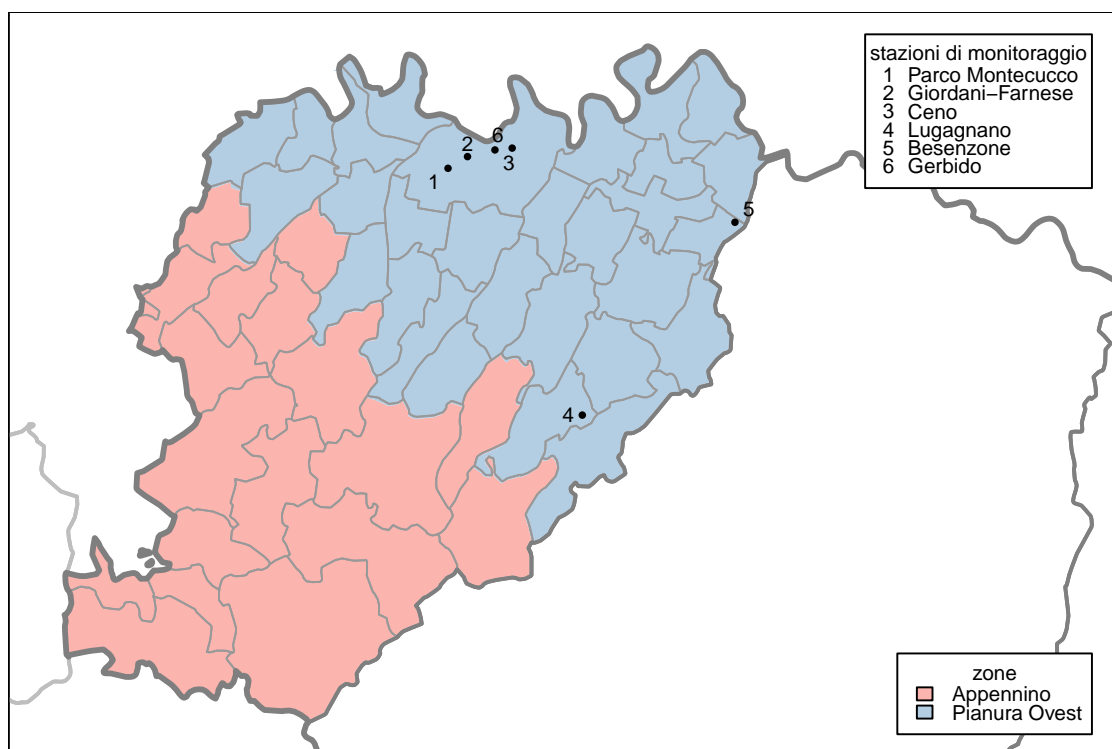 stazioni di monitoraggio
1 Parco Montecucco
2 Giordani−Farnese
3 Ceno
4 Lugagnano
5 Besenzone
6 Gerbido
6
2
3
1
5
4
zone
Appennino
Pianura Ovest